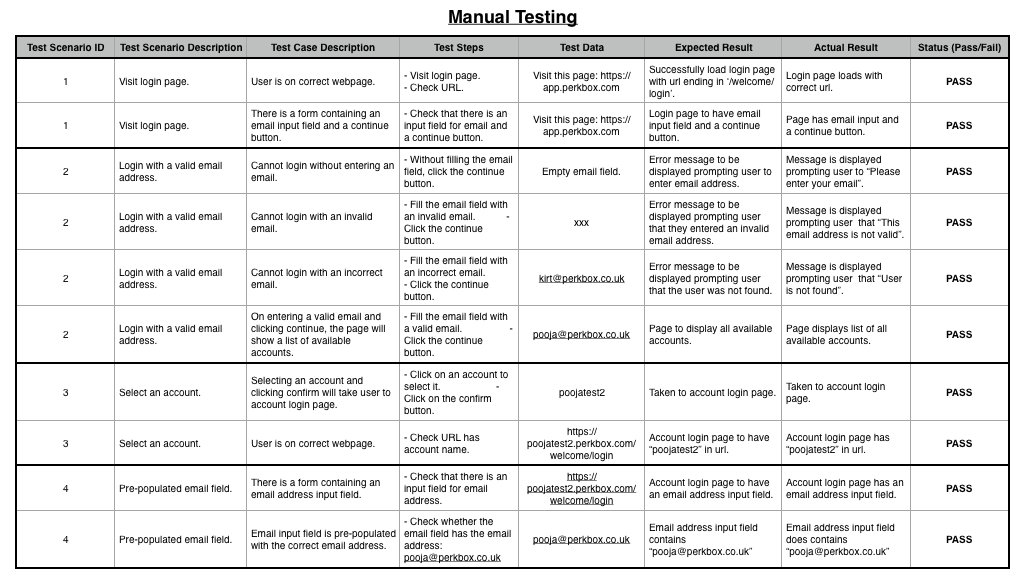 Manual Testing
Test Scenario ID	Test Scenario Description	Test Case Description	Test Steps	Test Data	Expected Result	Actual Result	Status (Pass/Fail)
1
Visit login page.
User is on correct webpage.
- Visit login page.
- Check URL.
Visit this page: https://
app.perkbox.com
Successfully load login page
with url ending in ‘/welcome/
login’.
Login page loads with
correct url.
PASS
1
Visit login page.
There is a form containing an
email input field and a continue
button.
- Check that there is an
input field for email and
a continue button.
Visit this page: https://
app.perkbox.com
Login page to have email
input field and a continue
button.
Page has email input and
a continue button.
PASS
2
Login with a valid email
address.
Cannot login without entering an
email.
- Without filling the email
field, click the continue
button.
Empty email field.
Error message to be
displayed prompting user to
enter email address.
Message is displayed
prompting user to “Please
enter your email”.
PASS
2
Login with a valid email
address.
Cannot login with an invalid
email.
- Fill the email field with
an invalid email. -
Click the continue
button.
xxx
Error message to be
displayed prompting user
that they entered an invalid
email address.
Message is displayed
prompting user that “This
email address is not valid”.
PASS
2
Login with a valid email
address.
Cannot login with an incorrect
email.
- Fill the email field with
an incorrect email.
- Click the continue
button.
kirt@perkbox.co.uk
Error message to be
displayed prompting user
that the user was not found.
Message is displayed
prompting user that “User
is not found”.
PASS
2
Login with a valid email
address.
On entering a valid email and
clicking continue, the page will
show a list of available
accounts.
- Fill the email field with
a valid email. -
Click the continue
button.
pooja@perkbox.co.uk
Page to display all available
accounts.
Page displays list of all
available accounts.
PASS
3
Select an account.
Selecting an account and
clicking confirm will take user to
account login page.
- Click on an account to
select it. -
Click on the confirm
button.
poojatest2
Taken to account login page.
Taken to account login
page.
PASS
3
Select an account.
User is on correct webpage.
- Check URL has
account name.
https://
poojatest2.perkbox.com/
welcome/login
Account login page to have
“poojatest2” in url.
Account login page has
“poojatest2” in url.
PASS
4
Pre-populated email field.
There is a form containing an
email address input field.
- Check that there is an
input field for email
address.
https://
poojatest2.perkbox.com/
welcome/login
Account login page to have
an email address input field.
Account login page has an
email address input field.
PASS
4
Pre-populated email field.
Email input field is pre-populated
with the correct email address.
- Check whether the
email field has the email
address:
pooja@perkbox.co.uk
pooja@perkbox.co.uk
Email address input field
contains
“pooja@perkbox.co.uk”
Email address input field
does contains
“pooja@perkbox.co.uk”
PASS